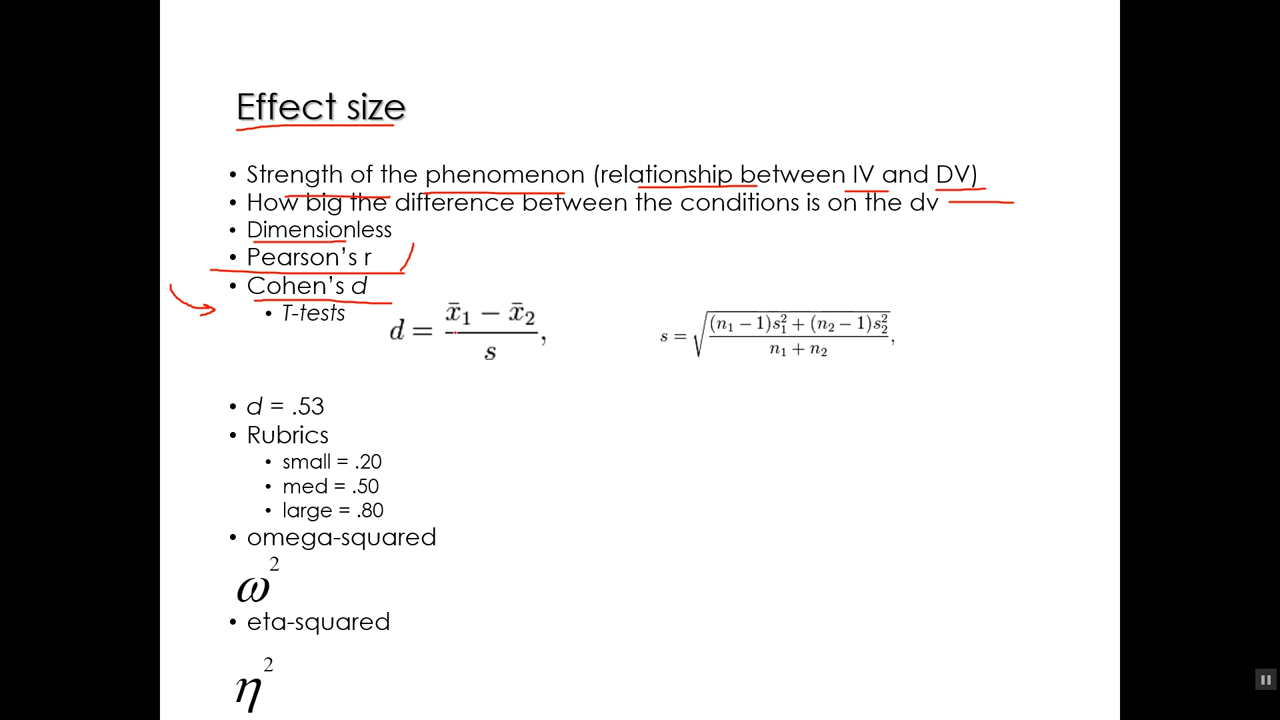 Effect size
• Strength of the phenomenon (relationship between IV and DV)
• How big the difference between the conditions is on the dv
• Dimensionless
• Pearson’s r
• Cohen’s d
• T-tests
d = (x̄₁ − x̄₂) / s,
s = √(((n₁ − 1)s₁² + (n₂ − 1)s₂²) / (n₁ + n₂)),
• d = .53
• Rubrics
• small = .20
• med = .50
• large = .80
• omega-squared
ω²
• eta-squared
η²